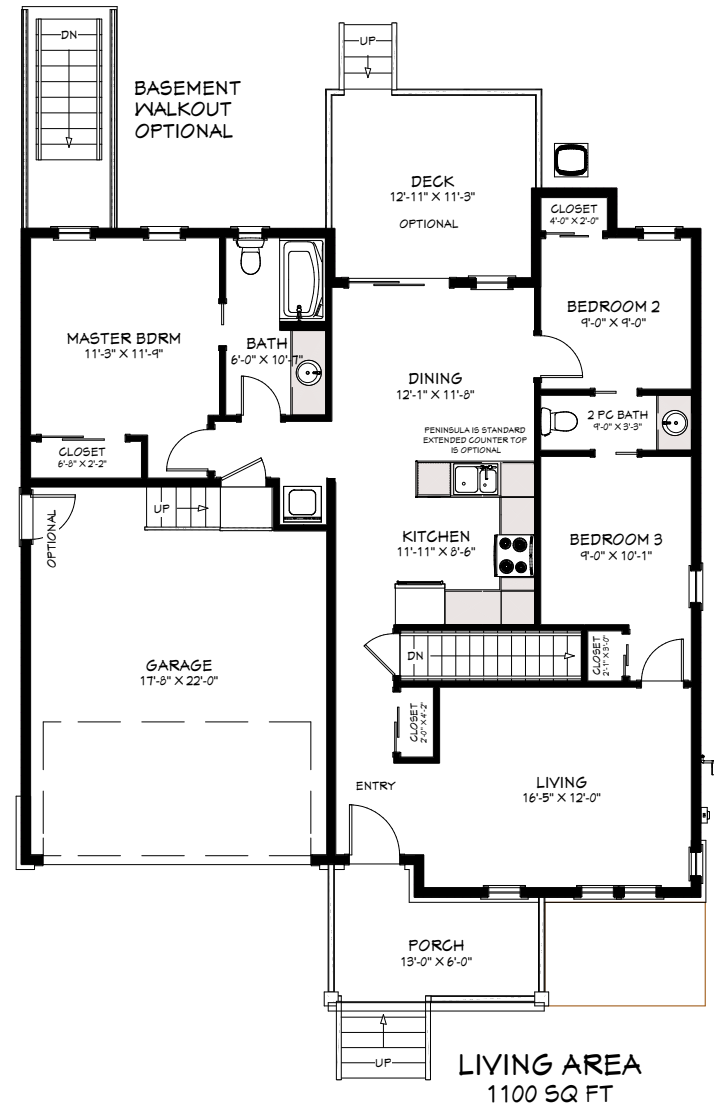 DN
BASEMENT
WALKOUT
OPTIONAL
UP
DECK
12'-11" X 11'-3"
OPTIONAL
CLOSET
4'-0" X 2'-0"
MASTER BDRM
11'-3" X 11'-9"
BATH
6'-0" X 10'-7"
BEDROOM 2
9'-0" X 9'-0"
DINING
12'-1" X 11'-8"
2 PC BATH
9'-0" X 3'-3"
PENINSULA IS STANDARD
EXTENDED COUNTER TOP
IS OPTIONAL
CLOSET
6'-8" X 2'-2"
UP
OPTIONAL
KITCHEN
11'-11" X 8'-6"
BEDROOM 3
9'-0" X 10'-1"
DN
CLOSET
2'-1" X 3'-0"
GARAGE
17'-8" X 22'-0"
CLOSET
2'-0" X 4'-2"
ENTRY
LIVING
16'-5" X 12'-0"
PORCH
13'-0" X 6'-0"
UP
LIVING AREA
1100 SQ FT